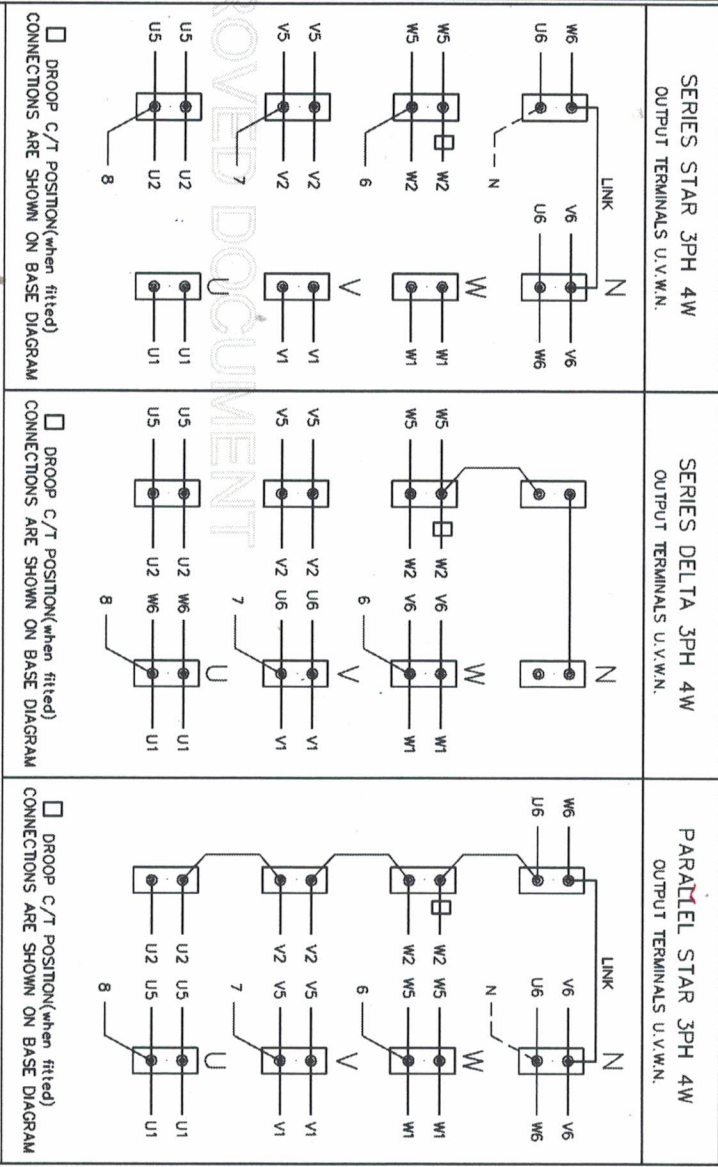 SERIES STAR 3PH 4W
OUTPUT TERMINALS U.V.W.N.
N
LINK
W6 V6 V6
U6 U6 W6
N
W
W5 W2 W1
W5 W2 W1
6
V
V5 V2 V1
V5 V2 V1
7
U
U5 U2 U1
U5 U2 U1
8
DROOP C/T POSITION(when fitted)
CONNECTIONS ARE SHOWN ON BASE DIAGRAM
SERIES DELTA 3PH 4W
OUTPUT TERMINALS U.V.W.N.
N
W
W5 W2 V6 W1
W5 W2 V6 W1
6
V
V5 V2 U6 V1
V5 V2 U6 V1
7
U
U5 U2 W6 U1
U5 U2 W6 U1
8
DROOP C/T POSITION(when fitted)
CONNECTIONS ARE SHOWN ON BASE DIAGRAM
PARALLEL STAR 3PH 4W
OUTPUT TERMINALS U.V.W.N.
N
LINK
W6 V6 V6
U6 U6 W6
N
W
W2 W5 W1
W2 W5 W1
6
V
V2 V5 V1
V2 V5 V1
7
U
U2 U5 U1
U2 U5 U1
8
DROOP C/T POSITION(when fitted)
CONNECTIONS ARE SHOWN ON BASE DIAGRAM
ROVED DOCUMENT